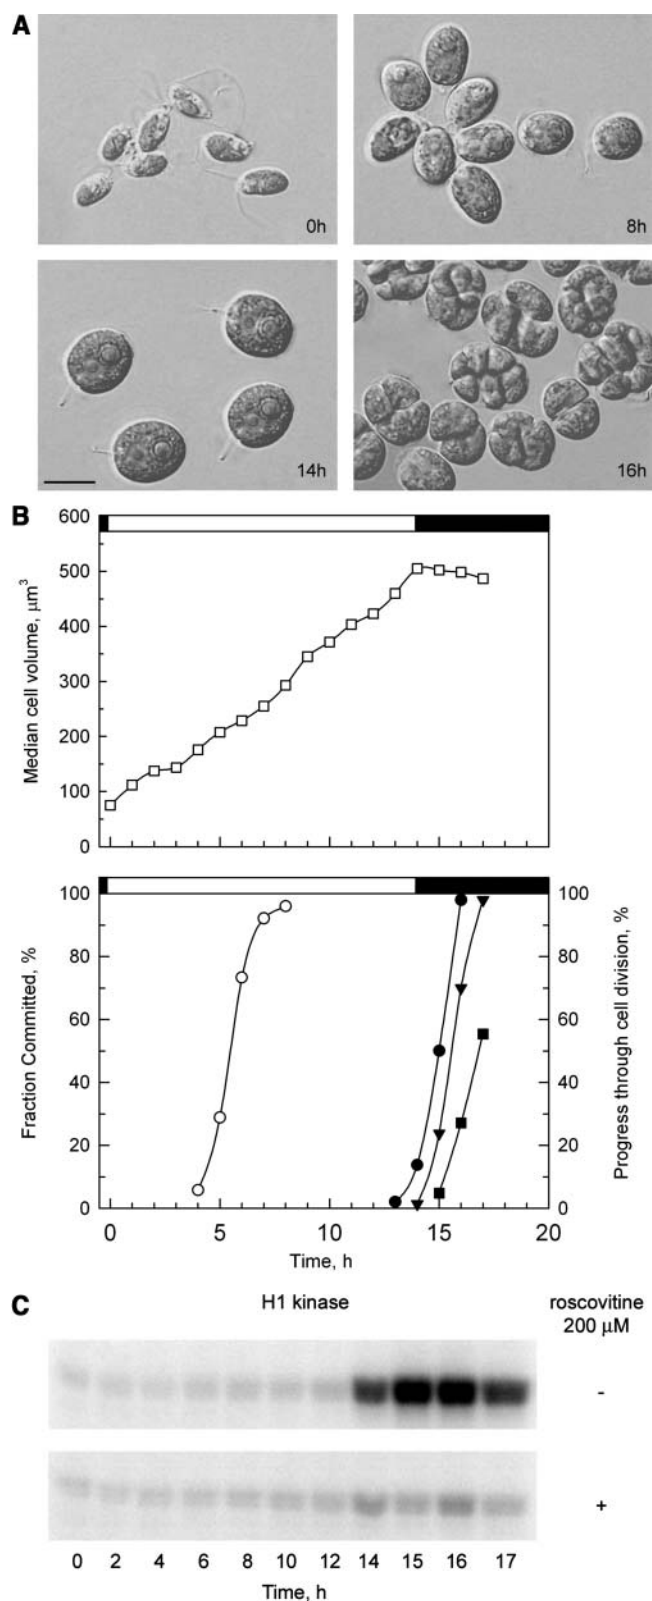 A
0h
8h
14h
16h
B
600
500
400
300
200
100
0
Median cell volume, µm³
100
80
60
40
20
0
Fraction Committed, %
100
80
60
40
20
0
Progress through cell division, %
0 5 10 15 20
Time, h
C
H1 kinase
roscovitine
200 µM
-
+
0 2 4 6 8 10 12 14 15 16 17
Time, h